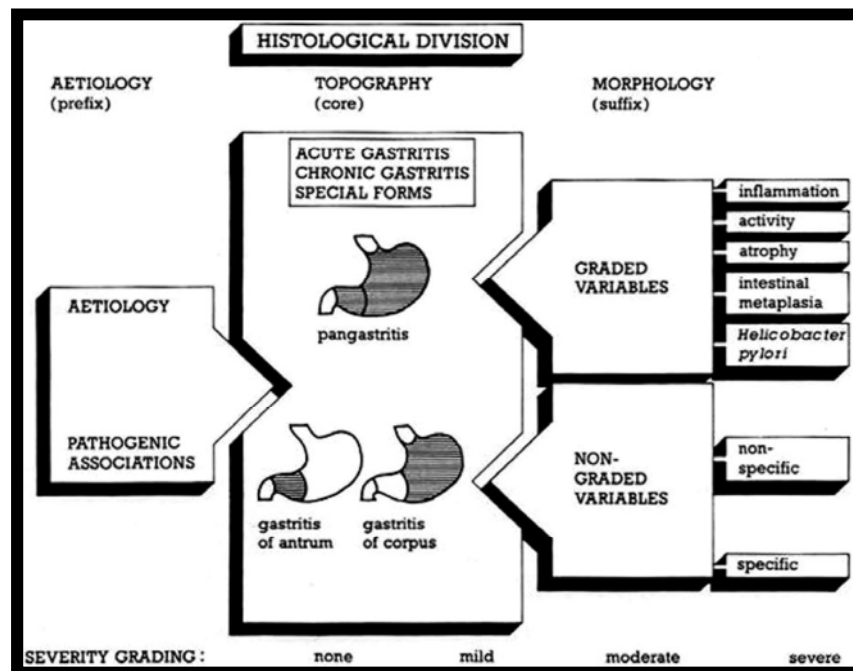 HISTOLOGICAL DIVISION
AETIOLOGY
(prefix)
TOPOGRAPHY
(core)
MORPHOLOGY
(suffix)
ACUTE GASTRITIS
CHRONIC GASTRITIS
SPECIAL FORMS
pangastritis
AETIOLOGY
PATHOGENIC
ASSOCIATIONS
gastritis
of antrum
gastritis
of corpus
GRADED
VARIABLES
inflammation
activity
atrophy
intestinal
metaplasia
Helicobacter
pylori
NON-
GRADED
VARIABLES
non-
specific
specific
SEVERITY GRADING : none mild moderate severe